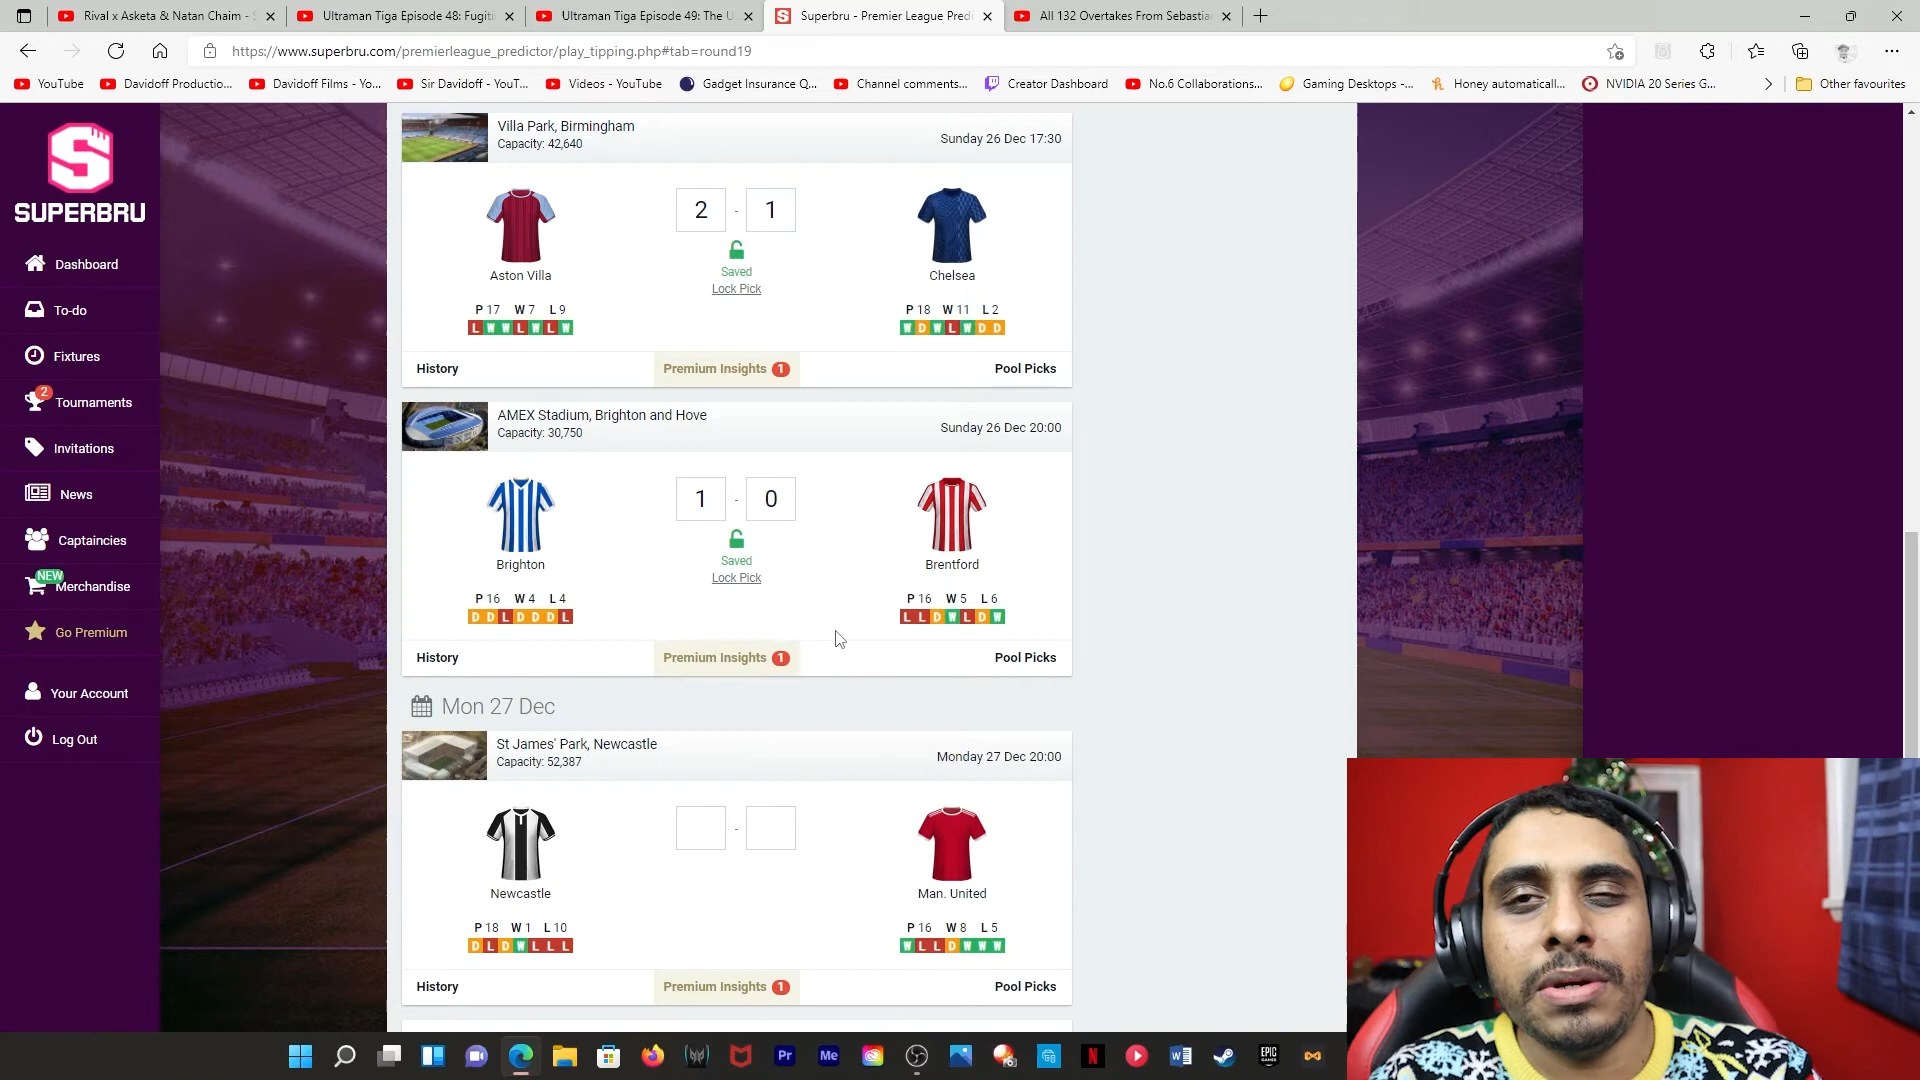 Rival x Asketa & Natan Chaim - S
Ultraman Tiga Episode 48: Fugiti
Ultraman Tiga Episode 49: The U
Superbru - Premier League Predi
All 132 Overtakes From Sebastia
https://www.superbru.com/premierleague_predictor/play_tipping.php#tab=round19
YouTube
Davidoff Productio...
Davidoff Films - Yo...
Sir Davidoff - YouT...
Videos - YouTube
Gadget Insurance Q...
Channel comments...
Creator Dashboard
No.6 Collaborations...
Gaming Desktops -...
Honey automaticall...
NVIDIA 20 Series G...
Other favourites
SUPERBRU
Dashboard
To-do
Fixtures
2
Tournaments
Invitations
News
Captaincies
NEW
Merchandise
Go Premium
Your Account
Log Out
Villa Park, Birmingham
Capacity: 42,640
Sunday 26 Dec 17:30
2 - 1
Saved
Lock Pick
Aston Villa
Chelsea
P 17 W 7 L 9
L W W L W L W
P 18 W 11 L 2
W D W L W D D
History
Premium Insights 1
Pool Picks
AMEX Stadium, Brighton and Hove
Capacity: 30,750
Sunday 26 Dec 20:00
1 - 0
Saved
Lock Pick
Brighton
Brentford
P 16 W 4 L 4
D D L D D D L
P 16 W 5 L 6
L L D W L D W
History
Premium Insights 1
Pool Picks
Mon 27 Dec
St James' Park, Newcastle
Capacity: 52,387
Monday 27 Dec 20:00
-
Newcastle
Man. United
P 18 W 1 L 10
D L D W L L L
P 16 W 8 L 5
W L L D W W W
History
Premium Insights 1
Pool Picks
Pr
Me
N
W
EPIC
GAMES